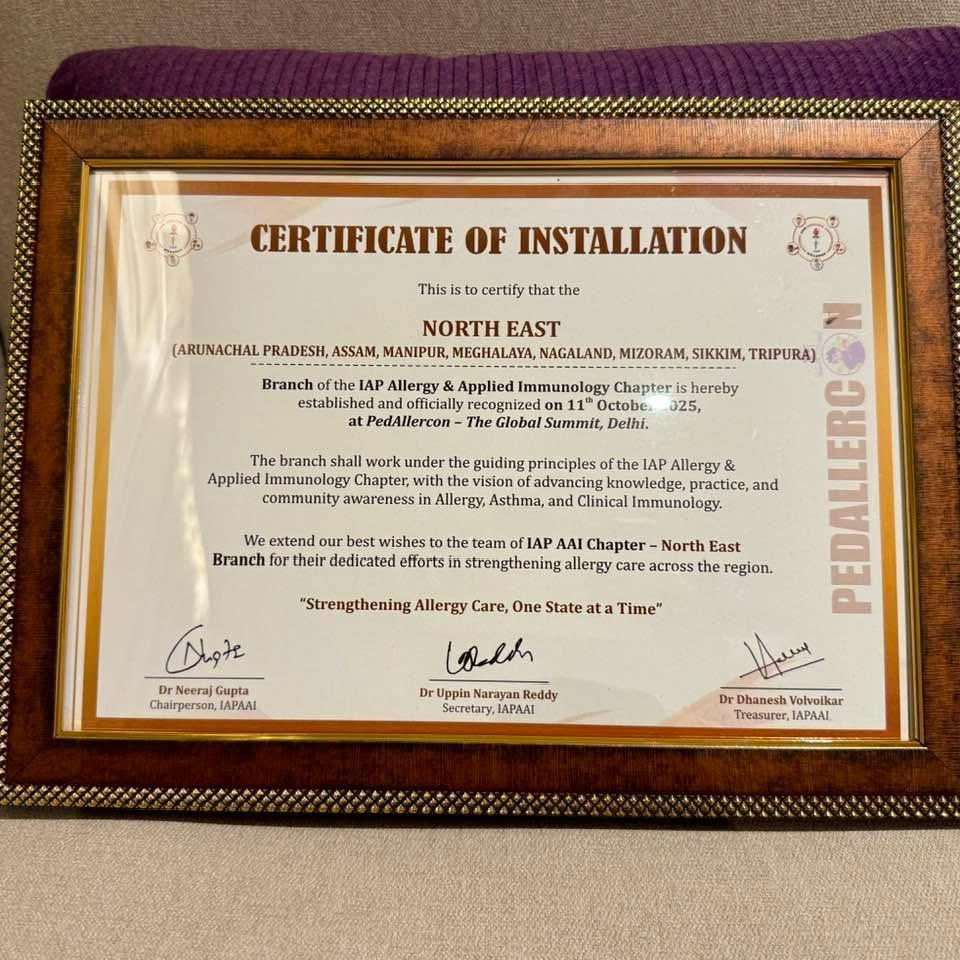 CERTIFICATE OF INSTALLATION
This is to certify that the
NORTH EAST
(ARUNACHAL PRADESH, ASSAM, MANIPUR, MEGHALAYA, NAGALAND, MIZORAM, SIKKIM, TRIPURA)
Branch of the IAP Allergy & Applied Immunology Chapter is hereby
established and officially recognized on 11th October 2025,
at PedAllercon – The Global Summit, Delhi.
The branch shall work under the guiding principles of the IAP Allergy &
Applied Immunology Chapter, with the vision of advancing knowledge, practice, and
community awareness in Allergy, Asthma, and Clinical Immunology.
We extend our best wishes to the team of IAP AAI Chapter – North East
Branch for their dedicated efforts in strengthening allergy care across the region.
“Strengthening Allergy Care, One State at a Time”
Dr Neeraj Gupta
Chairperson, IAPAAI
Dr Uppin Narayan Reddy
Secretary, IAPAAI
Dr Dhanesh Volvoikar
Treasurer, IAPAAI
PEDALLERCON